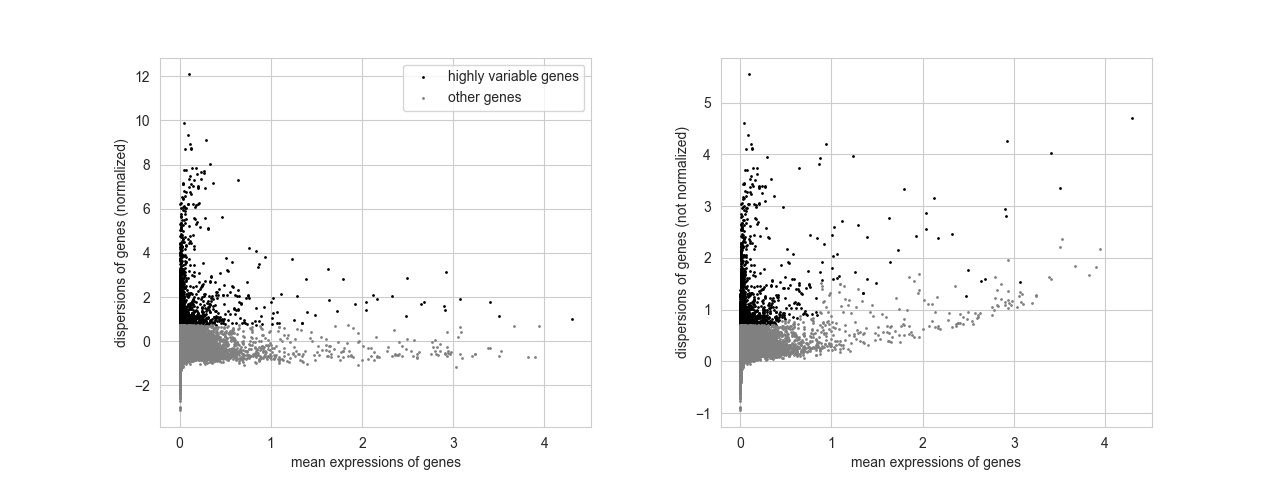 dispersions of genes (normalized)
12
10
8
6
4
2
0
−2
highly variable genes
other genes
0 1 2 3 4
mean expressions of genes
dispersions of genes (not normalized)
5
4
3
2
1
0
−1
0 1 2 3 4
mean expressions of genes